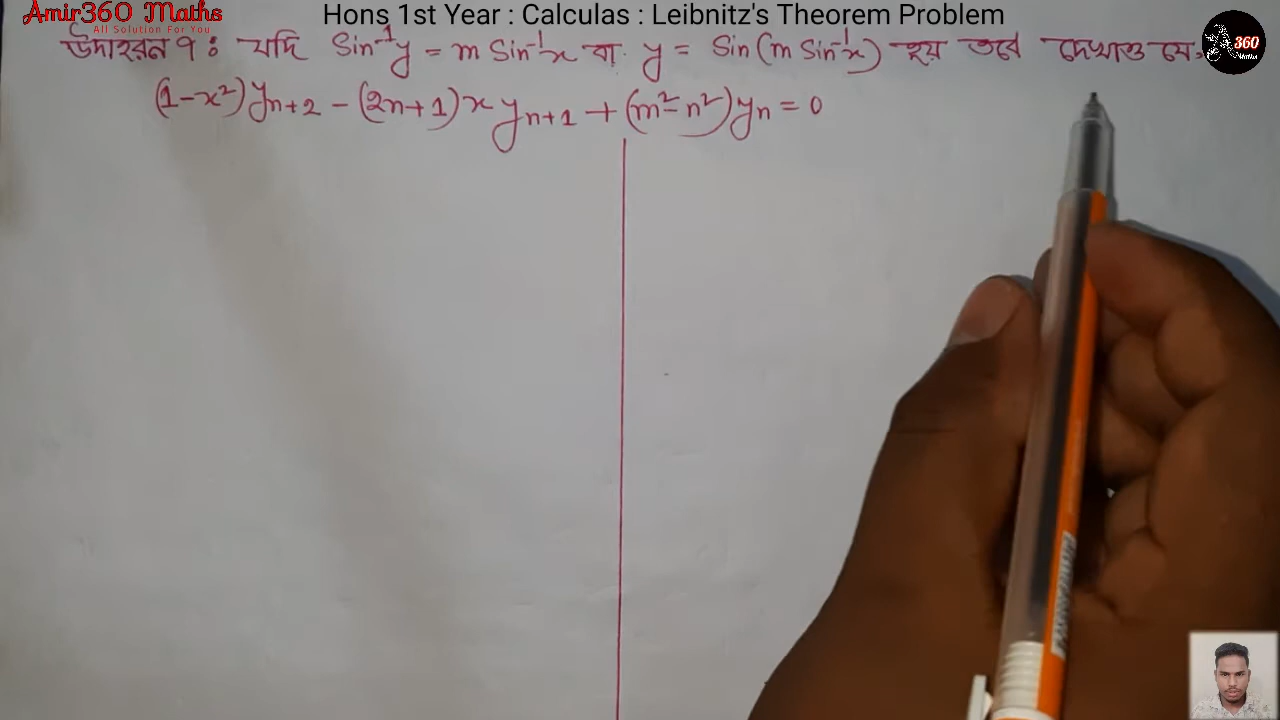 Amir360 Maths
All Solution For You
Hons 1st Year : Calculas : Leibnitz's Theorem Problem
360
Maths
উদাহরন ৭ : যদি Sin⁻¹y = m Sin⁻¹x বা y = Sin(m Sin⁻¹x) হয় তবে দেখাও যে,
(1-x²)yₙ₊₂ - (2n+1)x yₙ₊₁ + (m²-n²)yₙ = 0